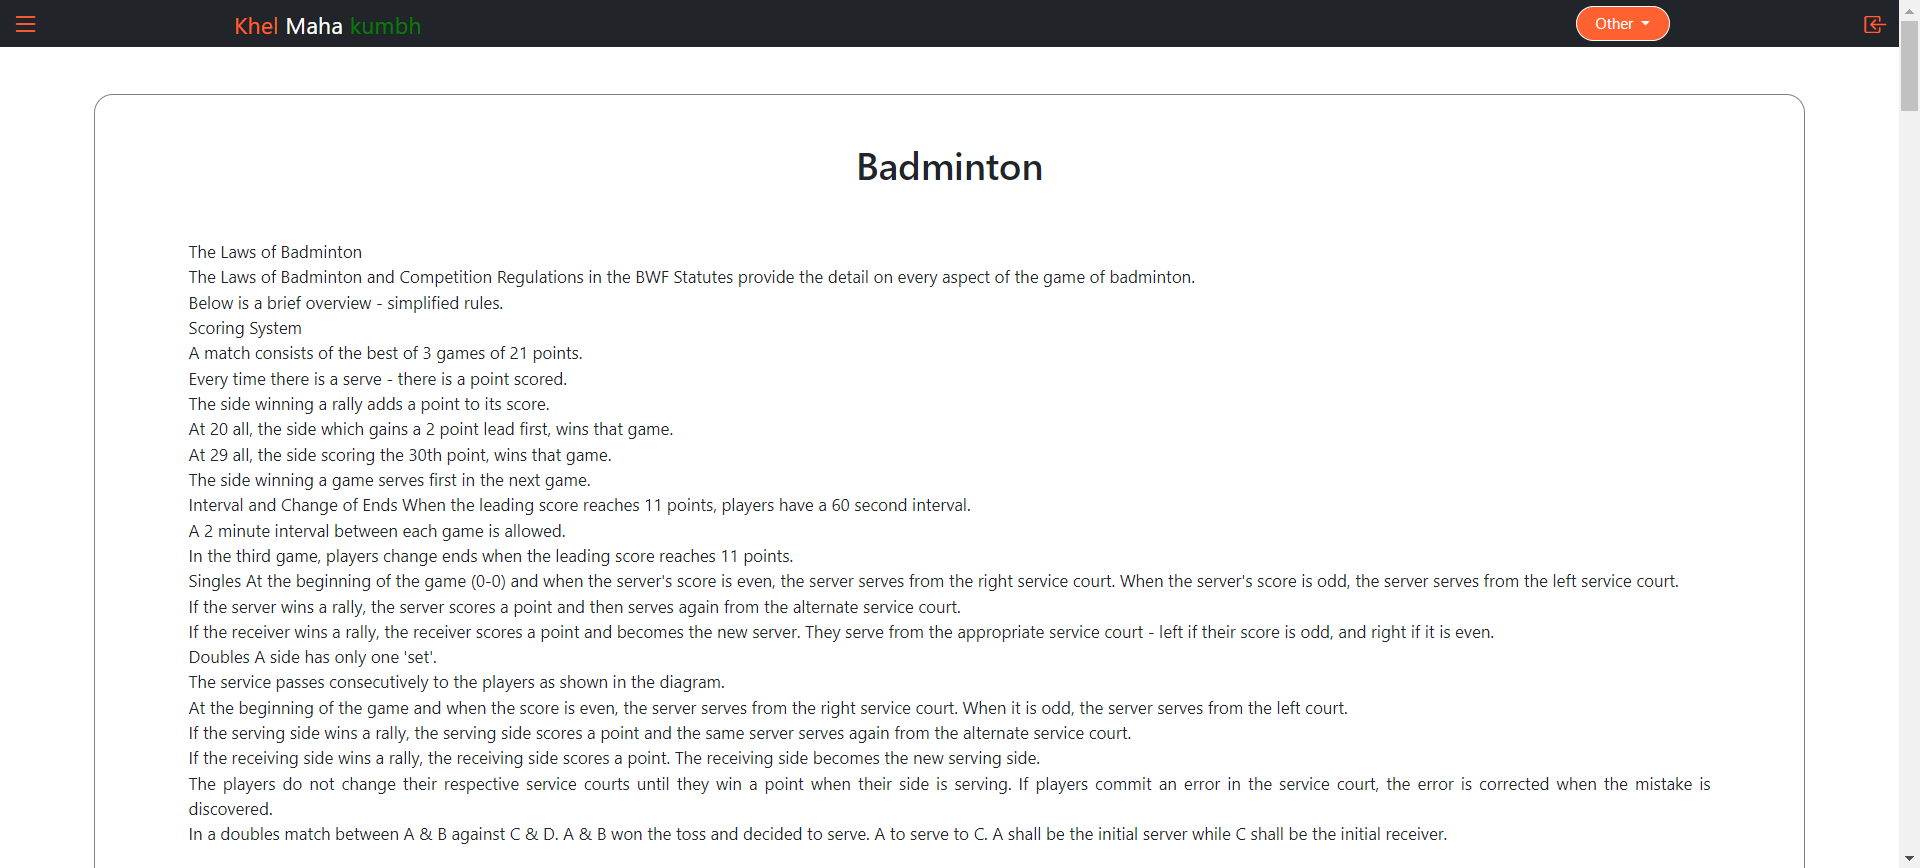 Khel Maha kumbh
Other
Badminton
The Laws of Badminton
The Laws of Badminton and Competition Regulations in the BWF Statutes provide the detail on every aspect of the game of badminton.
Below is a brief overview - simplified rules.
Scoring System
A match consists of the best of 3 games of 21 points.
Every time there is a serve - there is a point scored.
The side winning a rally adds a point to its score.
At 20 all, the side which gains a 2 point lead first, wins that game.
At 29 all, the side scoring the 30th point, wins that game.
The side winning a game serves first in the next game.
Interval and Change of Ends When the leading score reaches 11 points, players have a 60 second interval.
A 2 minute interval between each game is allowed.
In the third game, players change ends when the leading score reaches 11 points.
Singles At the beginning of the game (0-0) and when the server's score is even, the server serves from the right service court. When the server's score is odd, the server serves from the left service court.
If the server wins a rally, the server scores a point and then serves again from the alternate service court.
If the receiver wins a rally, the receiver scores a point and becomes the new server. They serve from the appropriate service court - left if their score is odd, and right if it is even.
Doubles A side has only one 'set'.
The service passes consecutively to the players as shown in the diagram.
At the beginning of the game and when the score is even, the server serves from the right service court. When it is odd, the server serves from the left court.
If the serving side wins a rally, the serving side scores a point and the same server serves again from the alternate service court.
If the receiving side wins a rally, the receiving side scores a point. The receiving side becomes the new serving side.
The players do not change their respective service courts until they win a point when their side is serving. If players commit an error in the service court, the error is corrected when the mistake is
discovered.
In a doubles match between A & B against C & D. A & B won the toss and decided to serve. A to serve to C. A shall be the initial server while C shall be the initial receiver.